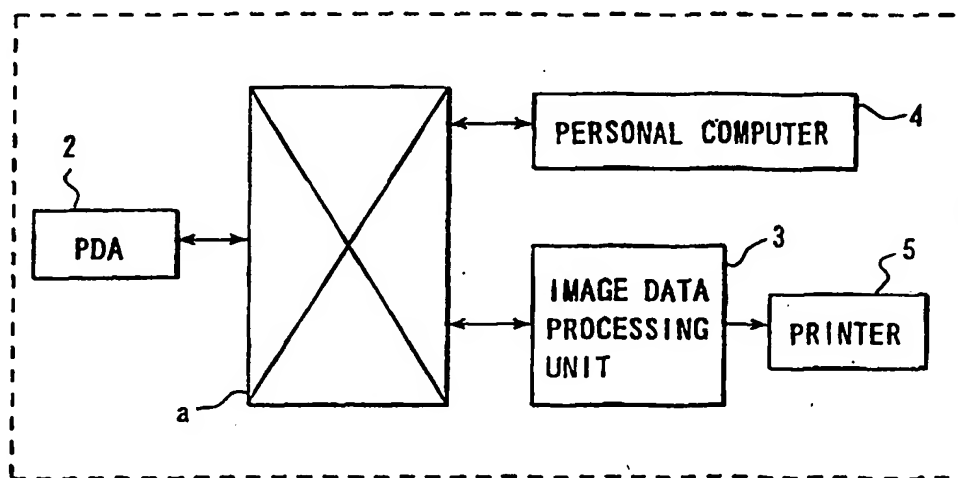 2
PDA
a
PERSONAL COMPUTER
4
3
IMAGE DATA
PROCESSING
UNIT
5
PRINTER